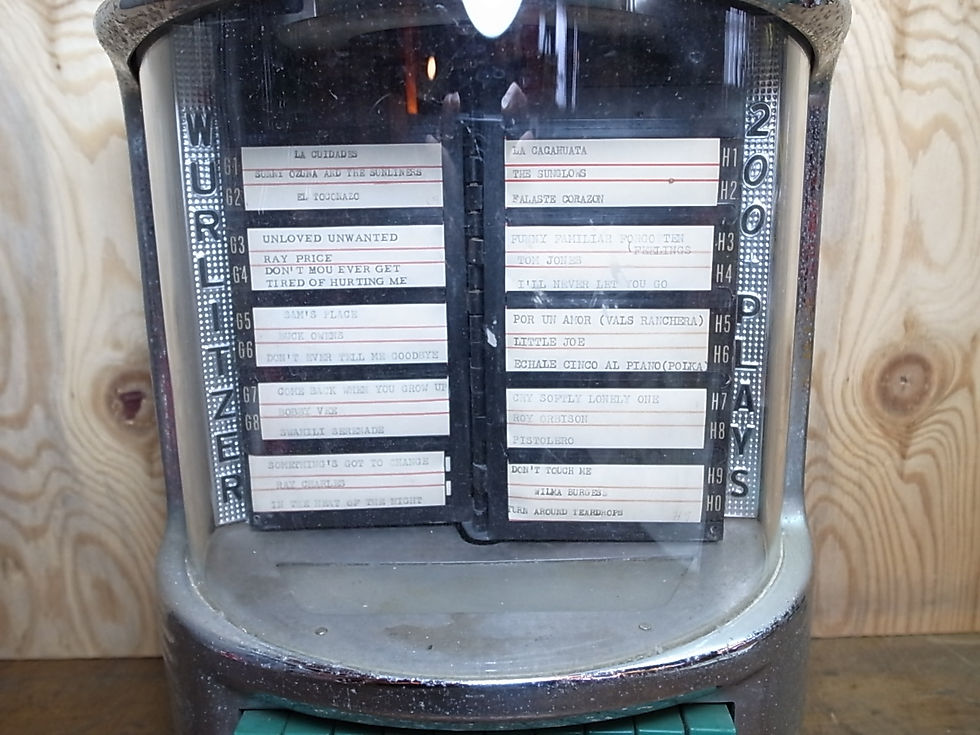 WURLITZER
G1
LA CUIDADES
SUNNY OZUNA AND THE SUNLINERS
G2
EL TOGONAZO
G3
UNLOVED UNWANTED
RAY PRICE
G4
DON'T MOU EVER GET
TIRED OF HURTING ME
G5
SAM'S PLACE
BUCK OWENS
G6
DON'T EVER TELL ME GOODBYE
G7
COME BACK WHEN YOU GROW UP
BOBBY VEE
G8
SWAHILI SERENADE
SOMETHING'S GOT TO CHANGE
RAY CHARLES
IN THE HEAT OF THE NIGHT
LA CACAHUATA
H1
THE SUNGLOWS
H2
FALASTE CORAZON
FUNNY FAMILIAR FORGO TEN
H3
(FEELINGS
TOM JONES
H4
I'LL NEVER LET YOU GO
POR UN AMOR (VALS RANCHERA)
H5
LITTLE JOE
H6
ECHALE CINCO AL PIANO(POLKA)
CRY SOFTLY LONELY ONE
H7
ROY ORBISON
H8
PISTOLERO
DON'T TOUCH ME
H9
WILMA BURGESS
H0
TURN AROUND TEARDROPS
200 PLAYS